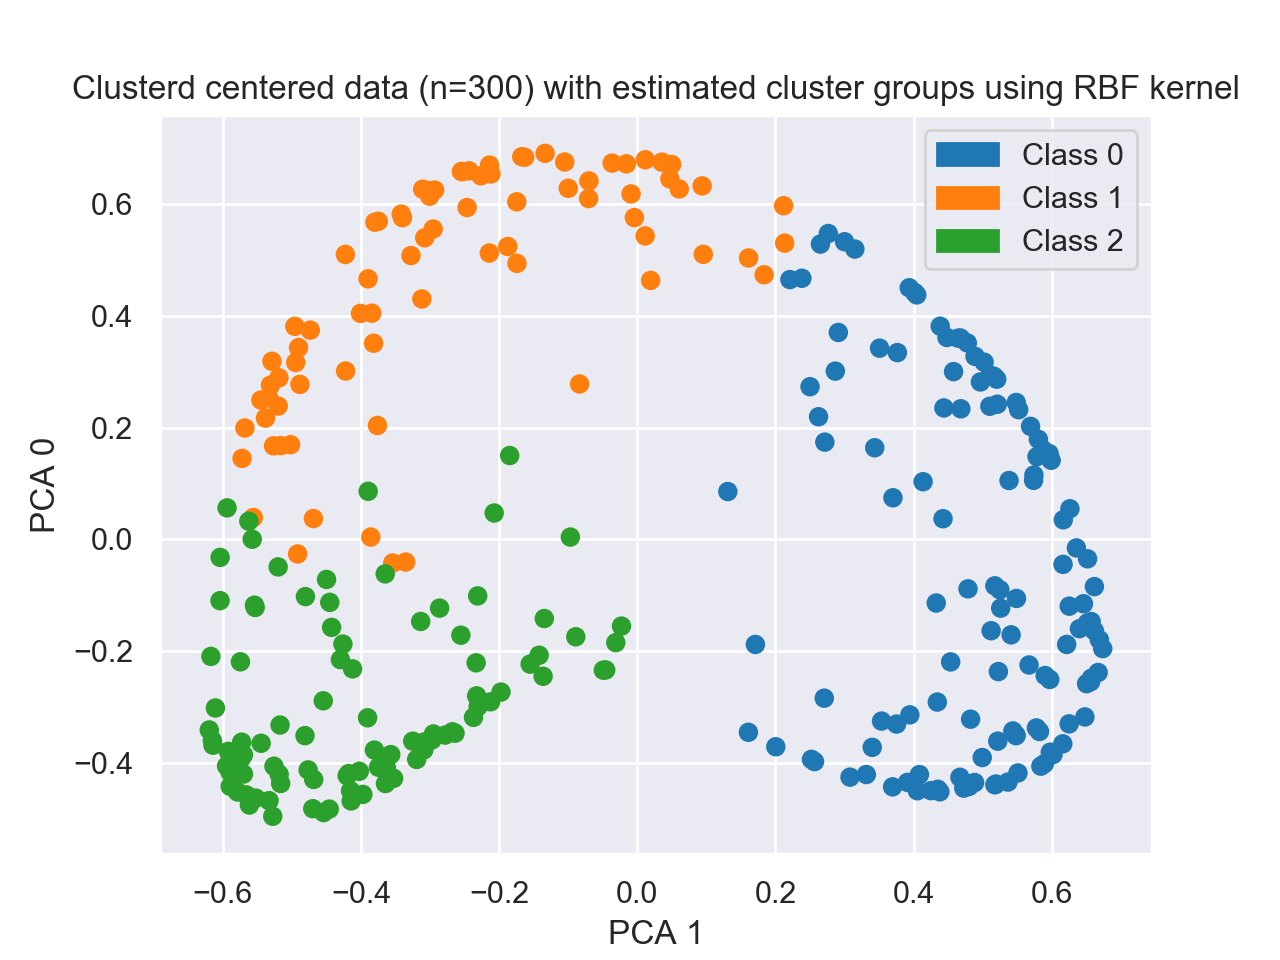 Clusterd centered data (n=300) with estimated cluster groups using RBF kernel
Class 0
Class 1
Class 2
PCA 0
0.6
0.4
0.2
0.0
−0.2
−0.4
−0.6 −0.4 −0.2 0.0 0.2 0.4 0.6
PCA 1